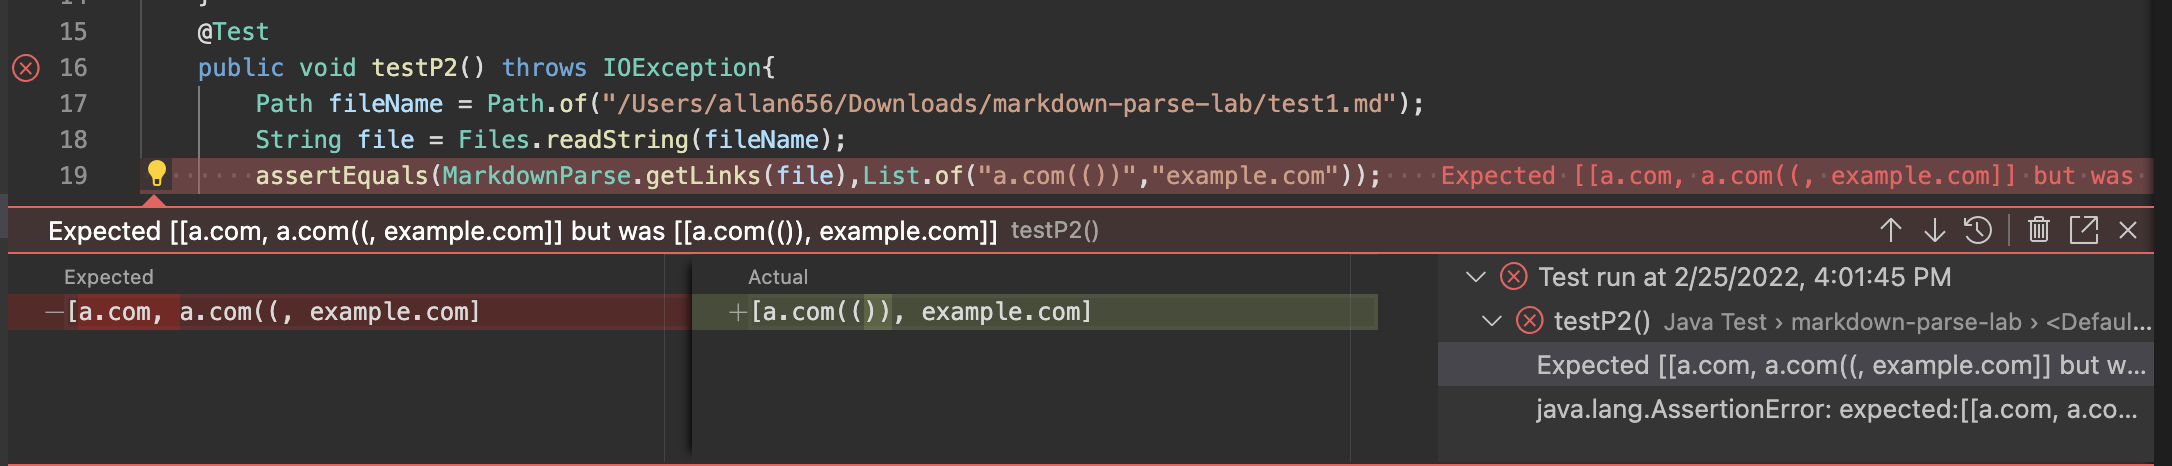 15 @Test
16 public void testP2() throws IOException{
17 Path fileName = Path.of("/Users/allan656/Downloads/markdown-parse-lab/test1.md");
18 String file = Files.readString(fileName);
19 assertEquals(MarkdownParse.getLinks(file),List.of("a.com(())","example.com")); Expected [[a.com, a.com((, example.com]] but was
Expected [[a.com, a.com((, example.com]] but was [[a.com(()), example.com]] testP2()
Expected
Actual
—[a.com, a.com((, example.com]
+[a.com(()), example.com]
Test run at 2/25/2022, 4:01:45 PM
testP2() Java Test › markdown-parse-lab › <Defaul...
Expected [[a.com, a.com((, example.com]] but w...
java.lang.AssertionError: expected:[[a.com, a.co...